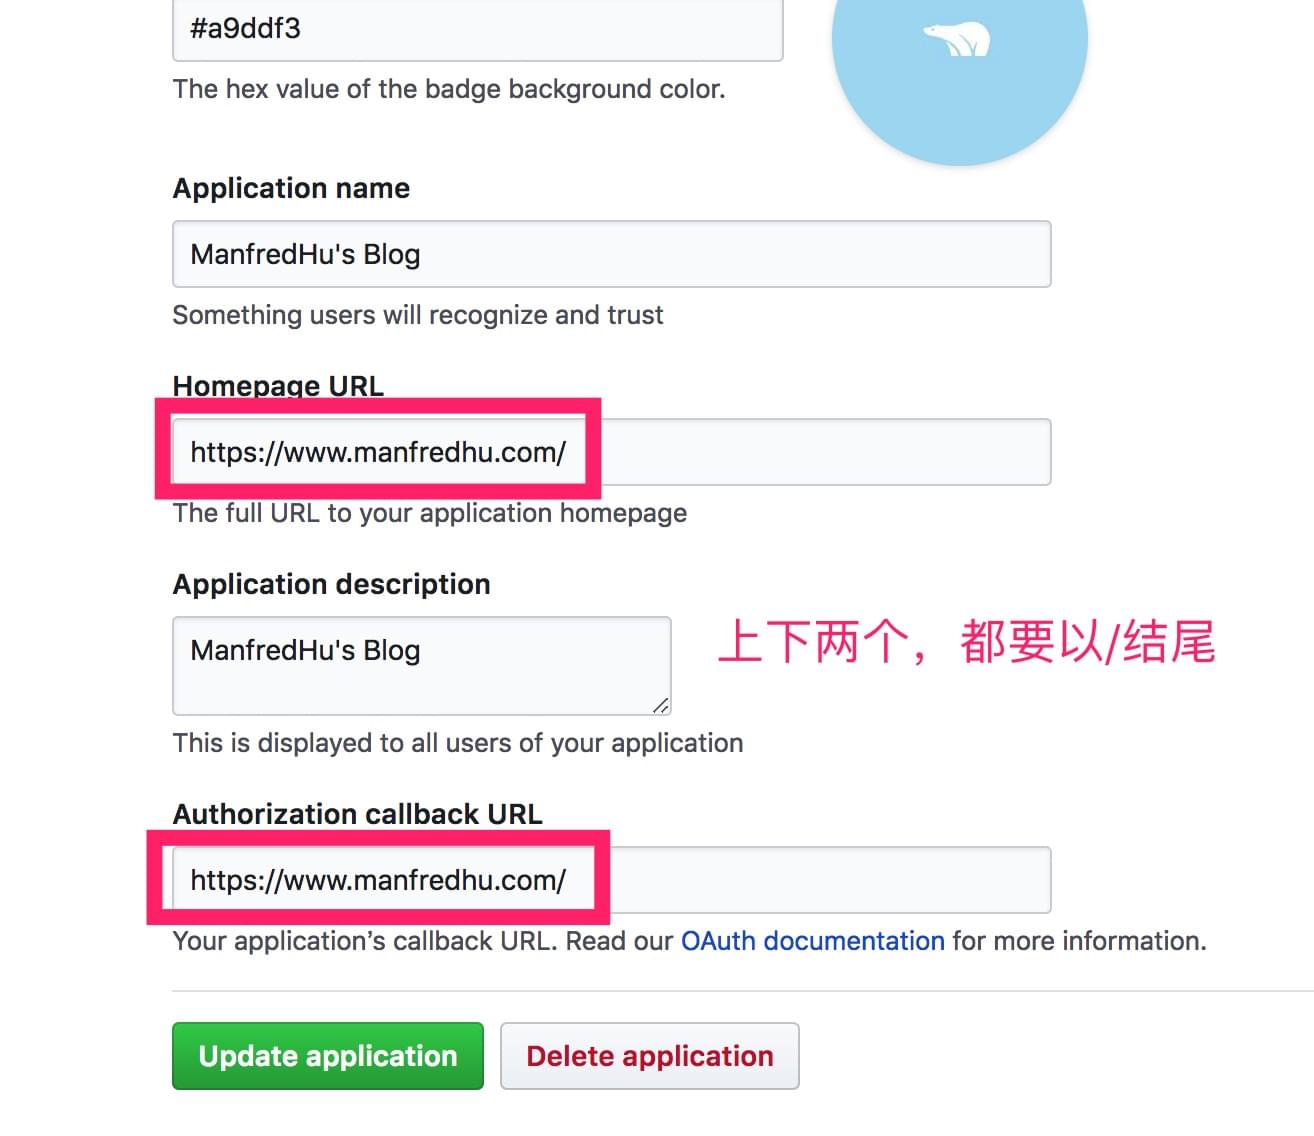 #a9ddf3
The hex value of the badge background color.
Application name
ManfredHu's Blog
Something users will recognize and trust
Homepage URL
https://www.manfredhu.com/
The full URL to your application homepage
Application description
ManfredHu's Blog
上下两个，都要以/结尾
This is displayed to all users of your application
Authorization callback URL
https://www.manfredhu.com/
Your application’s callback URL. Read our OAuth documentation for more information.
Update application
Delete application